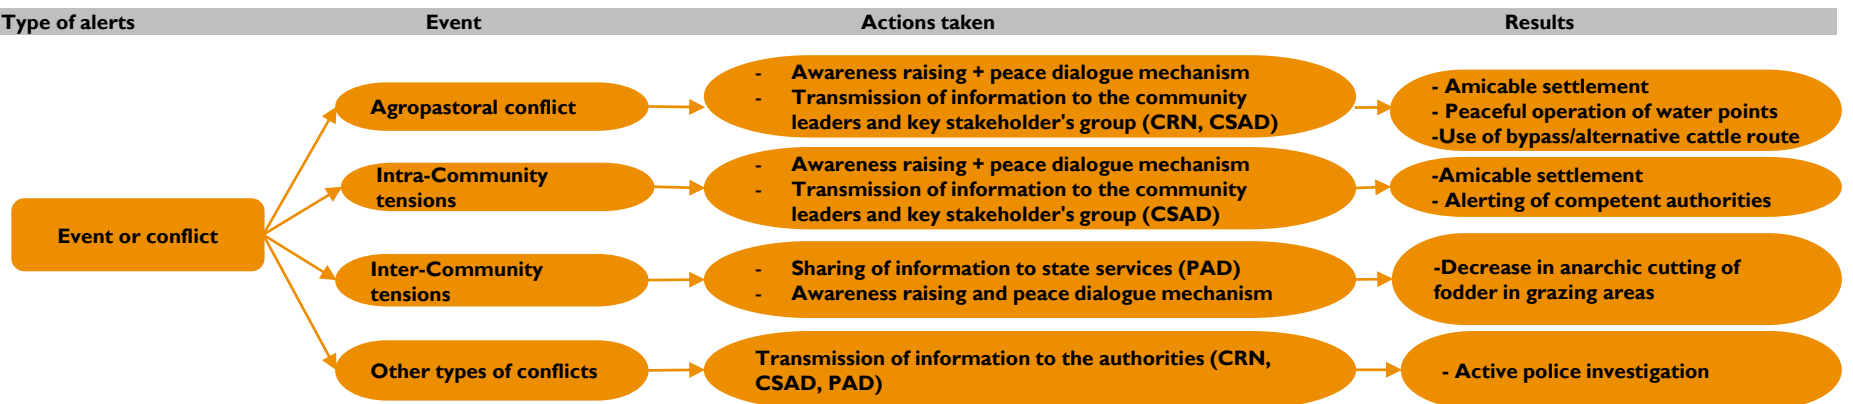 Type of alerts Event Actions taken Results
Agropastoral conflict
- Awareness raising + peace dialogue mechanism
- Transmission of information to the community
leaders and key stakeholder's group (CRN, CSAD)
- Amicable settlement
- Peaceful operation of water points
-Use of bypass/alternative cattle route
Intra-Community
tensions
- Awareness raising + peace dialogue mechanism
- Transmission of information to the community
leaders and key stakeholder's group (CSAD)
-Amicable settlement
- Alerting of competent authorities
Event or conflict
Inter-Community
tensions
- Sharing of information to state services (PAD)
- Awareness raising and peace dialogue mechanism
-Decrease in anarchic cutting of
fodder in grazing areas
Other types of conflicts
Transmission of information to the authorities (CRN,
CSAD, PAD)
- Active police investigation